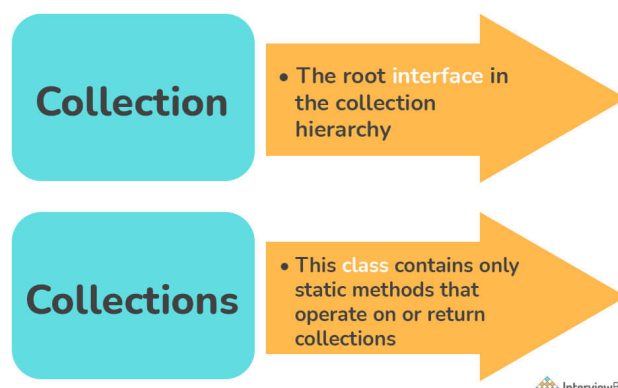 Collection
• The root interface in
the collection
hierarchy
Collections
• This class contains only
static methods that
operate on or return
collections